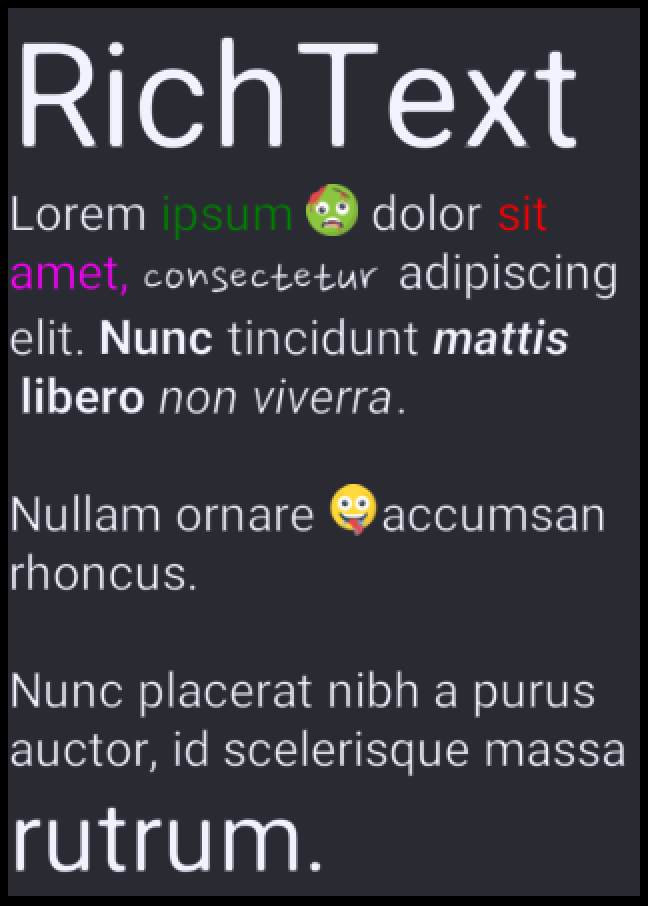 RichText
Lorem ipsum dolor sit
amet, consectetur adipiscing
elit. Nunc tincidunt mattis
libero non viverra.
Nullam ornare accumsan
rhoncus.
Nunc placerat nibh a purus
auctor, id scelerisque massa
rutrum.